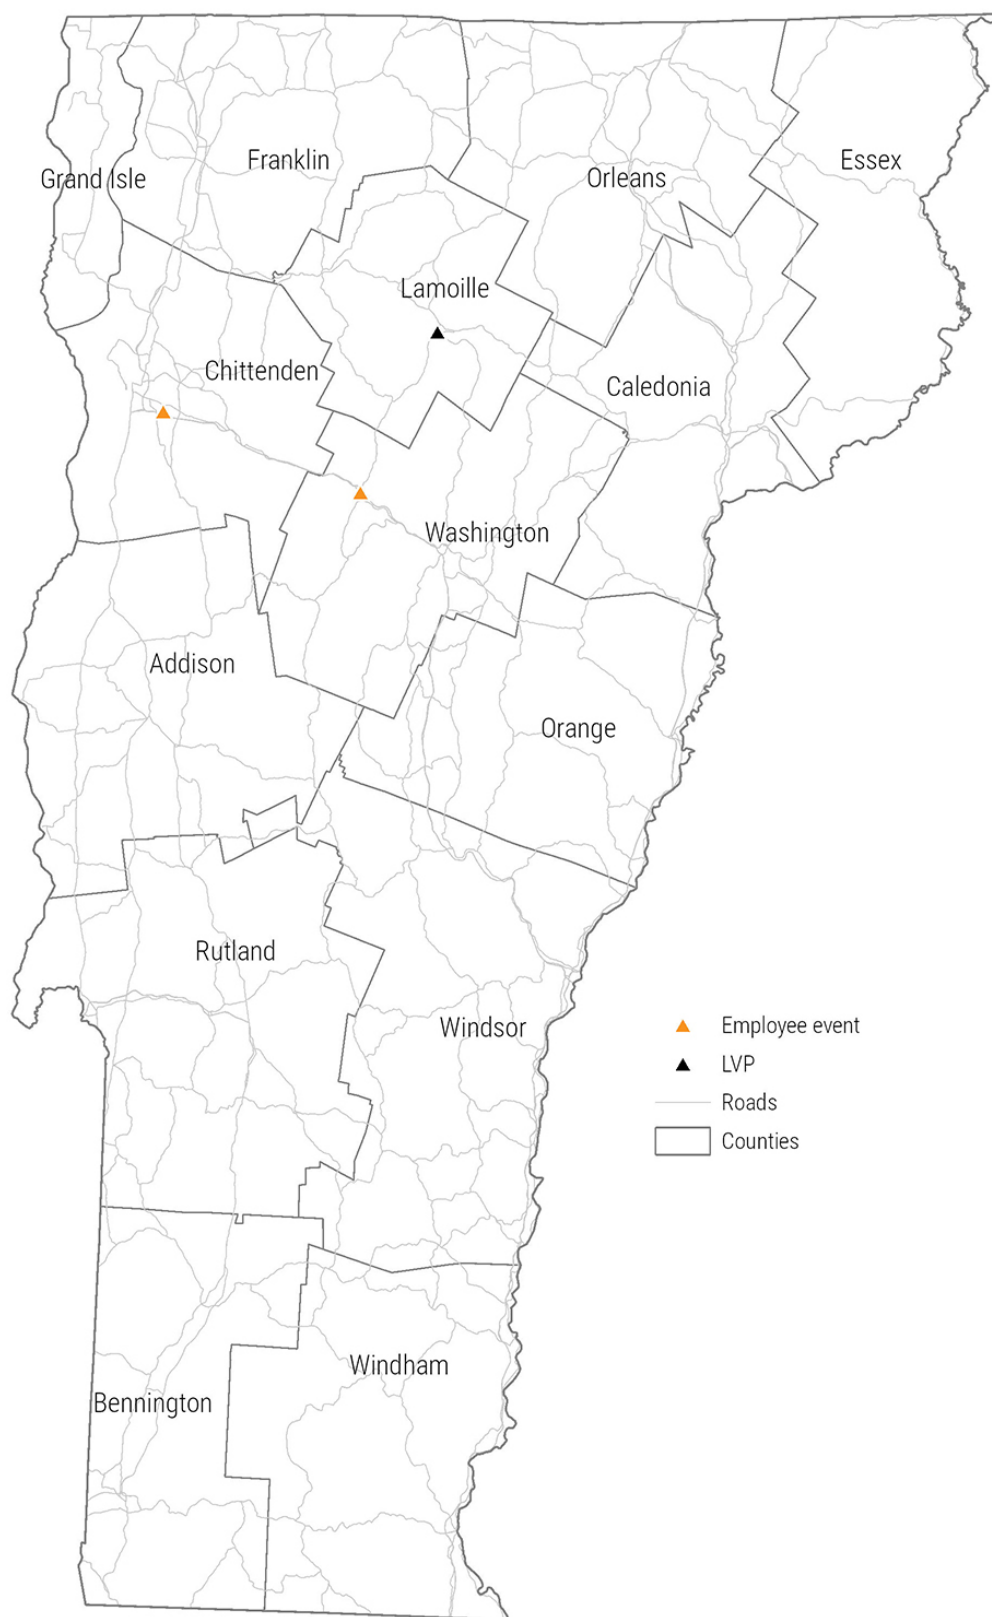 Franklin
Essex
Grand Isle
Orleans
Lamoille
Chittenden
Caledonia
Washington
Addison
Orange
Rutland
Windsor
Employee event
LVP
Roads
Counties
Windham
Bennington